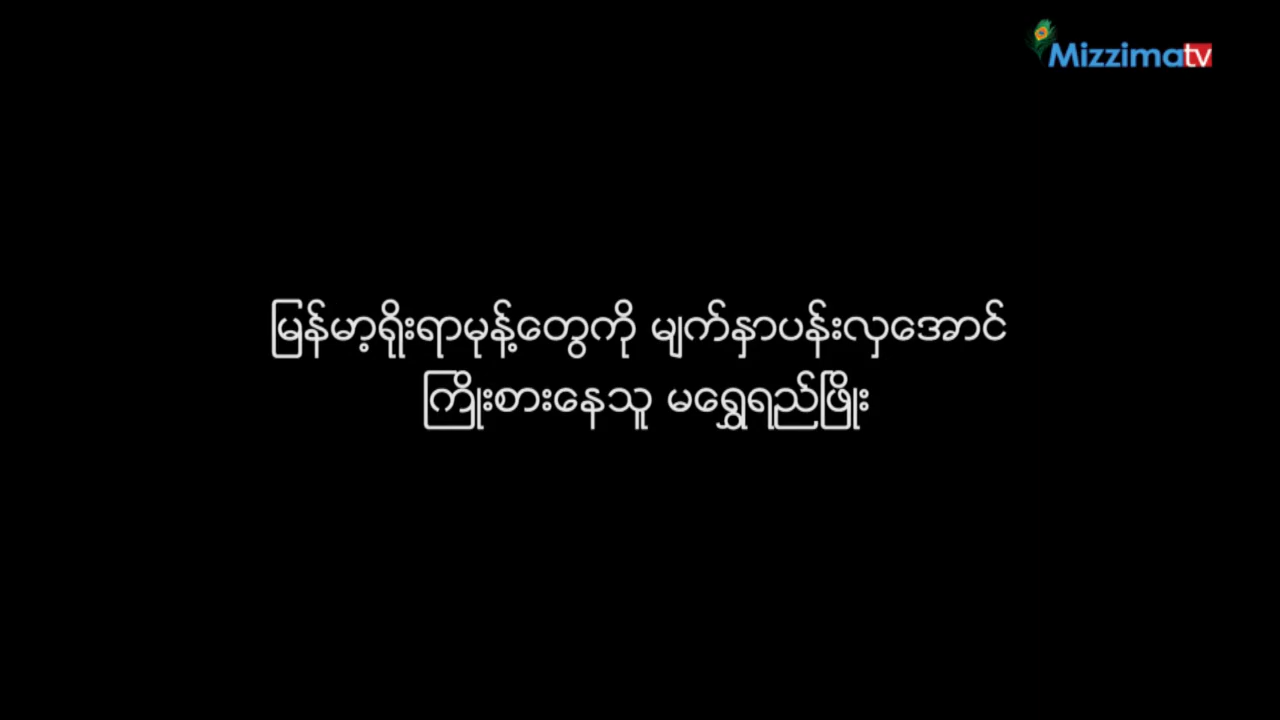 Mizzimatv
မြန်မာ့ရိုးရာမုန့်တွေကို မျက်နှာပန်းလှအောင်
ကြိုးစားနေသူ မရွှေရည်ဖြိုး